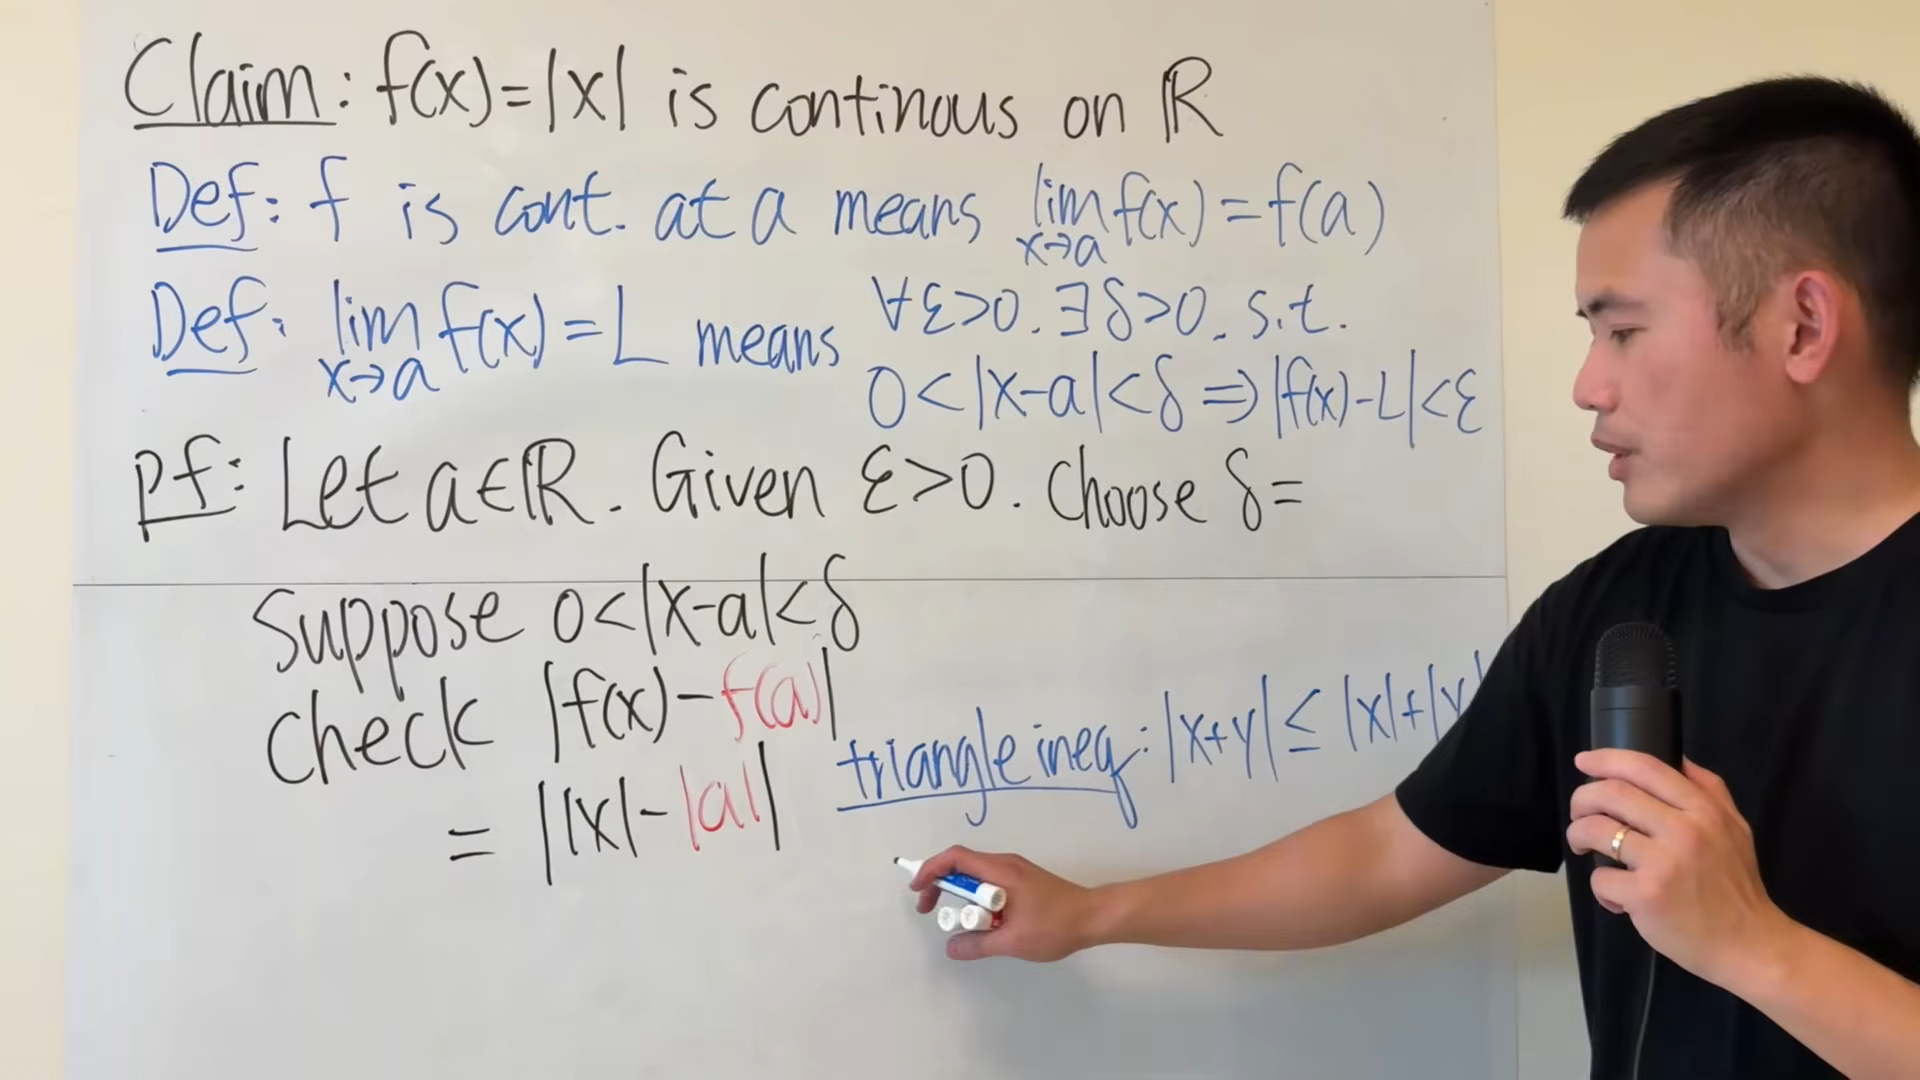 Claim: f(x)=|x| is continous on ℝ
Def: f is cont. at a means lim x→a f(x)=f(a)
Def: lim x→a f(x)=L means ∀ε>0. ∃δ>0. s.t.
0<|x-a|<δ ⇒ |f(x)-L|<ε
pf: Let a∈ℝ. Given ε>0. Choose δ=
Suppose 0<|x-a|<δ
check |f(x)-f(a)|
triangle ineq: |x+y| ≤ |x|+|y|
= ||x|-|a||